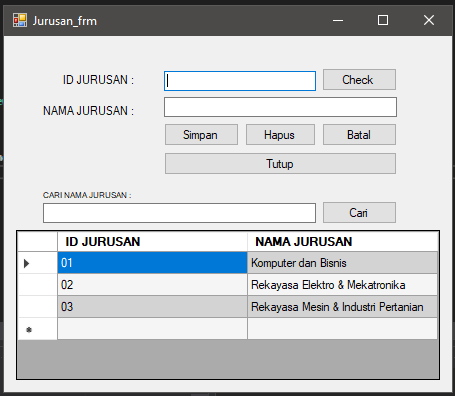 Jurusan_frm
ID JURUSAN : Check
NAMA JURUSAN :
Simpan Hapus Batal
Tutup
CARI NAMA JURUSAN :
Cari
ID JURUSAN NAMA JURUSAN
01 Komputer dan Bisnis
02 Rekayasa Elektro & Mekatronika
03 Rekayasa Mesin & Industri Pertanian